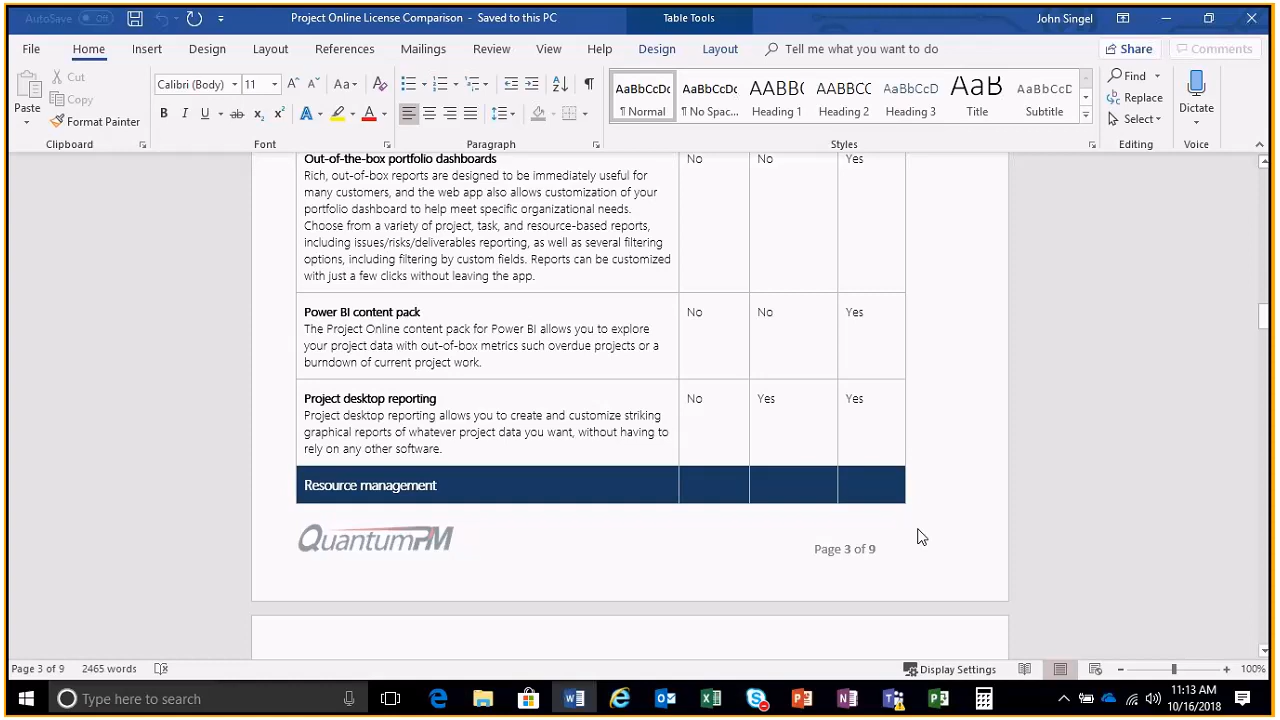 AutoSave Off
Project Online License Comparison - Saved to this PC
Table Tools
John Singel
File Home Insert Design Layout References Mailings Review View Help Design Layout Tell me what you want to do Share Comments
Paste
Cut
Copy
Format Painter
Clipboard
Calibri (Body) 11
Font
Paragraph
AaBbCcDc AaBbCcDc AABBC AABBCC AaBbCcD AaB AaBbCcD
¶ Normal ¶ No Spac... Heading 1 Heading 2 Heading 3 Title Subtitle
Styles
Find
Replace
Select
Editing
Dictate
Voice
Out-of-the-box portfolio dashboards No No Yes
Rich, out-of-box reports are designed to be immediately useful for
many customers, and the web app also allows customization of your
portfolio dashboard to help meet specific organizational needs.
Choose from a variety of project, task, and resource-based reports,
including issues/risks/deliverables reporting, as well as several filtering
options, including filtering by custom fields. Reports can be customized
with just a few clicks without leaving the app.
Power BI content pack No No Yes
The Project Online content pack for Power BI allows you to explore
your project data with out-of-box metrics such overdue projects or a
burndown of current project work.
Project desktop reporting No Yes Yes
Project desktop reporting allows you to create and customize striking
graphical reports of whatever project data you want, without having to
rely on any other software.
Resource management
QuantumPM
Page 3 of 9
Page 3 of 9 2465 words Display Settings 100%
Type here to search
11:13 AM
10/16/2018